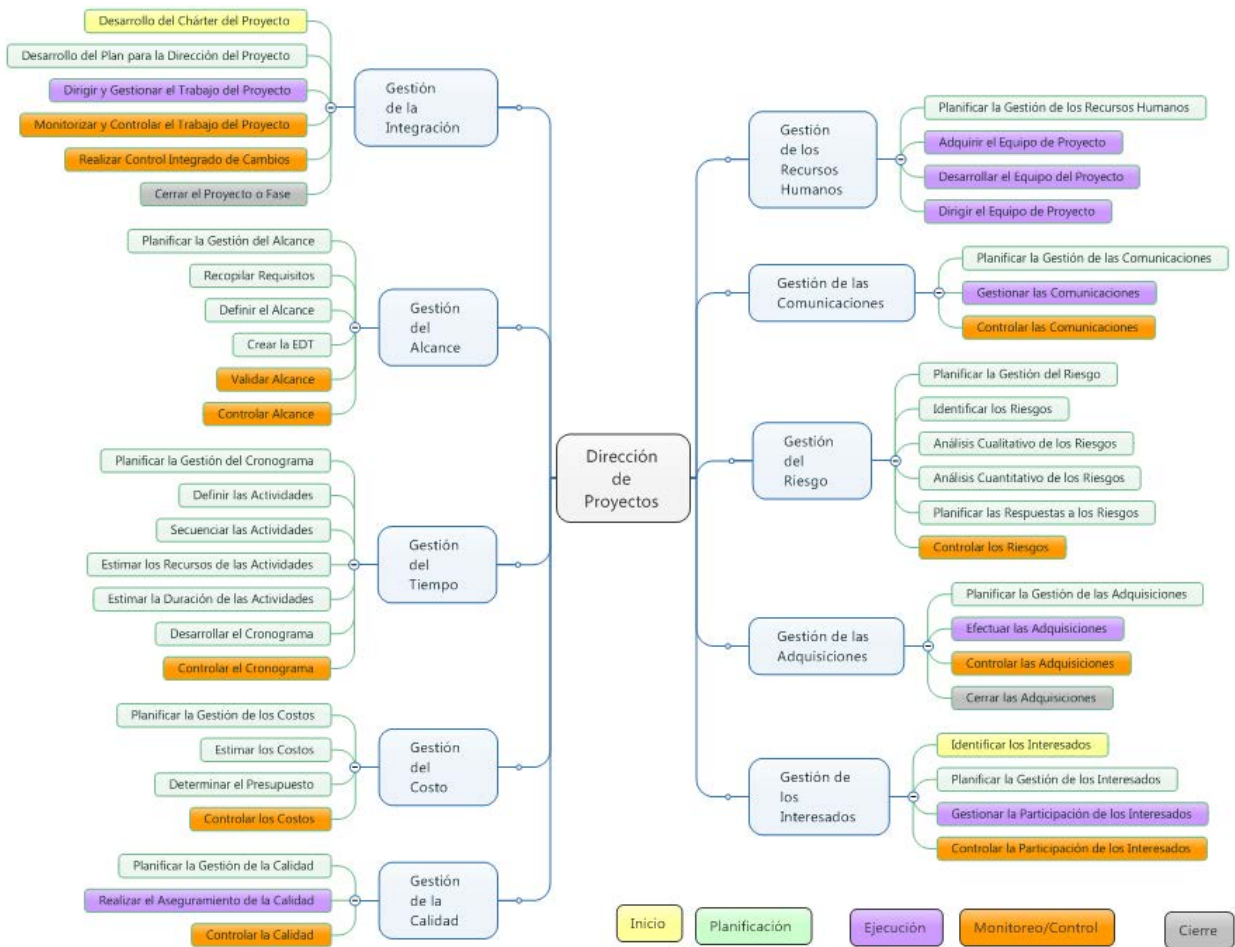 Desarrollo del Chárter del Proyecto
Desarrollo del Plan para la Dirección del Proyecto
Dirigir y Gestionar el Trabajo del Proyecto
Monitorizar y Controlar el Trabajo del Proyecto
Realizar Control Integrado de Cambios
Cerrar el Proyecto o Fase
Gestión
de la
Integración
Planificar la Gestión del Alcance
Recopilar Requisitos
Definir el Alcance
Crear la EDT
Validar Alcance
Controlar Alcance
Gestión
del
Alcance
Planificar la Gestión del Cronograma
Definir las Actividades
Secuenciar las Actividades
Estimar los Recursos de las Actividades
Estimar la Duración de las Actividades
Desarrollar el Cronograma
Controlar el Cronograma
Gestión
del
Tiempo
Planificar la Gestión de los Costos
Estimar los Costos
Determinar el Presupuesto
Controlar los Costos
Gestión
del
Costo
Planificar la Gestión de la Calidad
Realizar el Aseguramiento de la Calidad
Controlar la Calidad
Gestión
de la
Calidad
Dirección
de
Proyectos
Gestión
de los
Recursos
Humanos
Planificar la Gestión de los Recursos Humanos
Adquirir el Equipo de Proyecto
Desarrollar el Equipo del Proyecto
Dirigir el Equipo de Proyecto
Gestión de las
Comunicaciones
Planificar la Gestión de las Comunicaciones
Gestionar las Comunicaciones
Controlar las Comunicaciones
Gestión
del
Riesgo
Planificar la Gestión del Riesgo
Identificar los Riesgos
Análisis Cualitativo de los Riesgos
Análisis Cuantitativo de los Riesgos
Planificar las Respuestas a los Riesgos
Controlar los Riesgos
Gestión de las
Adquisiciones
Planificar la Gestión de las Adquisiciones
Efectuar las Adquisiciones
Controlar las Adquisiciones
Cerrar las Adquisiciones
Gestión de
los
Interesados
Identificar los Interesados
Planificar la Gestión de los Interesados
Gestionar la Participación de los Interesados
Controlar la Participación de los Interesados
Inicio
Planificación
Ejecución
Monitoreo/Control
Cierre